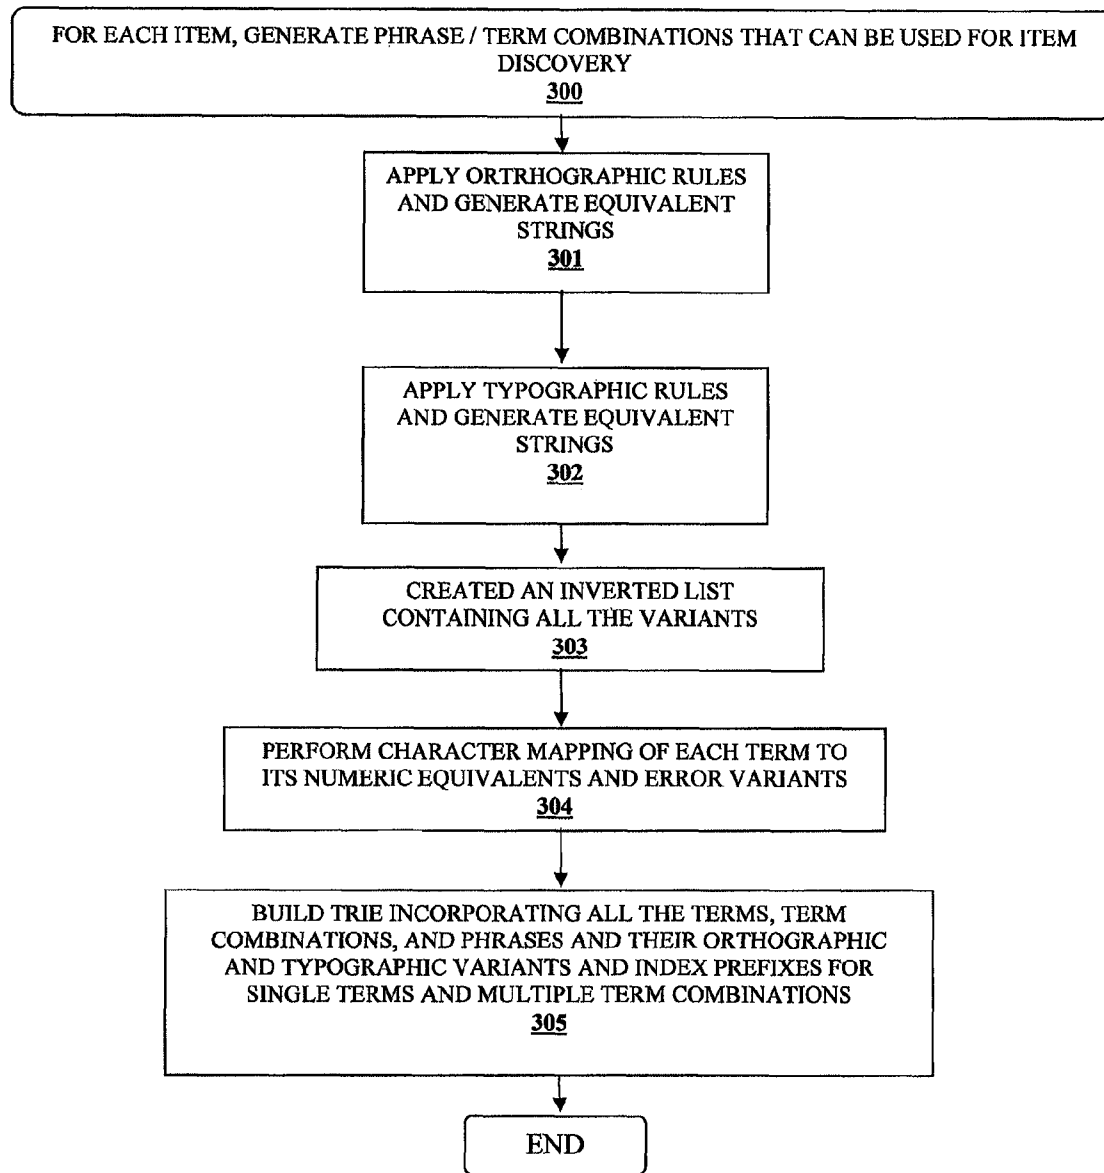 FOR EACH ITEM, GENERATE PHRASE / TERM COMBINATIONS THAT CAN BE USED FOR ITEM
DISCOVERY
300
APPLY ORTRHOGRAPHIC RULES
AND GENERATE EQUIVALENT
STRINGS
301
APPLY TYPOGRAPHIC RULES
AND GENERATE EQUIVALENT
STRINGS
302
CREATED AN INVERTED LIST
CONTAINING ALL THE VARIANTS
303
PERFORM CHARACTER MAPPING OF EACH TERM TO
ITS NUMERIC EQUIVALENTS AND ERROR VARIANTS
304
BUILD TRIE INCORPORATING ALL THE TERMS, TERM
COMBINATIONS, AND PHRASES AND THEIR ORTHOGRAPHIC
AND TYPOGRAPHIC VARIANTS AND INDEX PREFIXES FOR
SINGLE TERMS AND MULTIPLE TERM COMBINATIONS
305
END